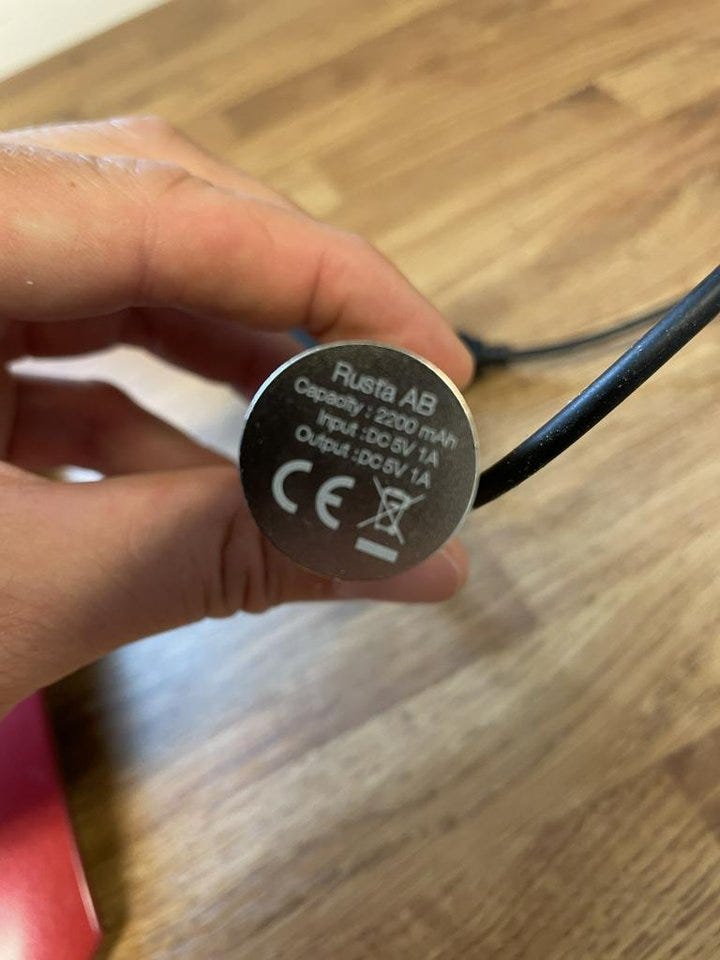 Rusta AB
Capacity : 2200 mAh
Input :DC 5V 1A
Output :DC 5V 1A
CE